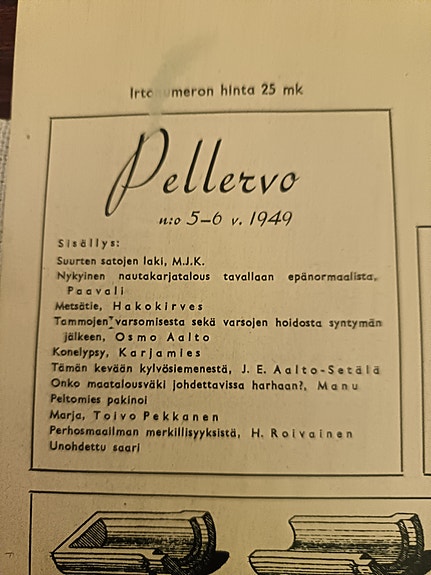 Irtonumeron hinta 25 mk
Pellervo
n:o 5–6 v. 1949
Sisällys:
Suurten satojen laki, M.J.K.
Nykyinen nautakarjatalous tavallaan epänormaalista,
Paavali
Metsätie, Hakokirves
Tammojen varsomisesta sekä varsojen hoidosta syntymän
jälkeen, Osmo Aalto
Konelypsy, Karjamies
Tämän kevään kylvösiemenestä, J. E. Aalto-Setälä
Onko maatalousväki johdettavissa harhaan?, Manu
Peltomies pakinoi
Marja, Toivo Pekkanen
Perhosmaailman merkillisyyksistä, H. Roivainen
Unohdettu saari